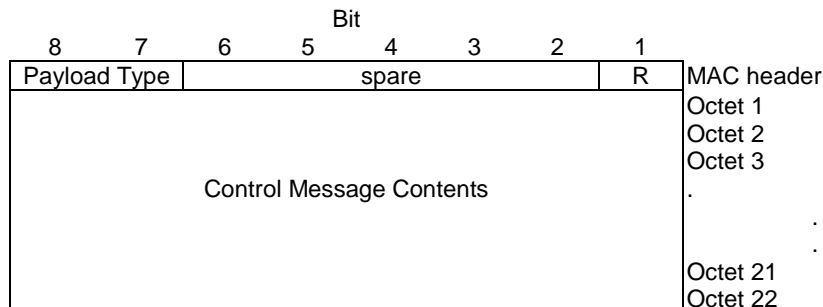 Bit
8 7 6 5 4 3 2 1
Payload Type spare R MAC header
Octet 1
Octet 2
Octet 3
Control Message Contents .
.
.
Octet 21
Octet 22